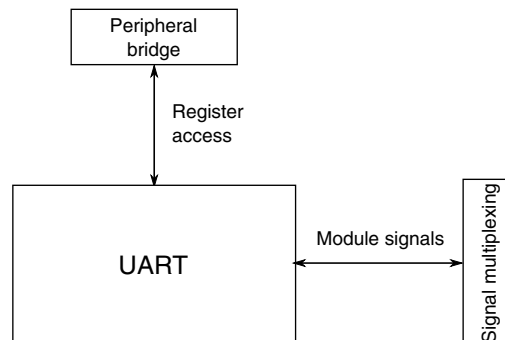 Peripheral
bridge
Register
access
UART
Module signals
Signal multiplexing